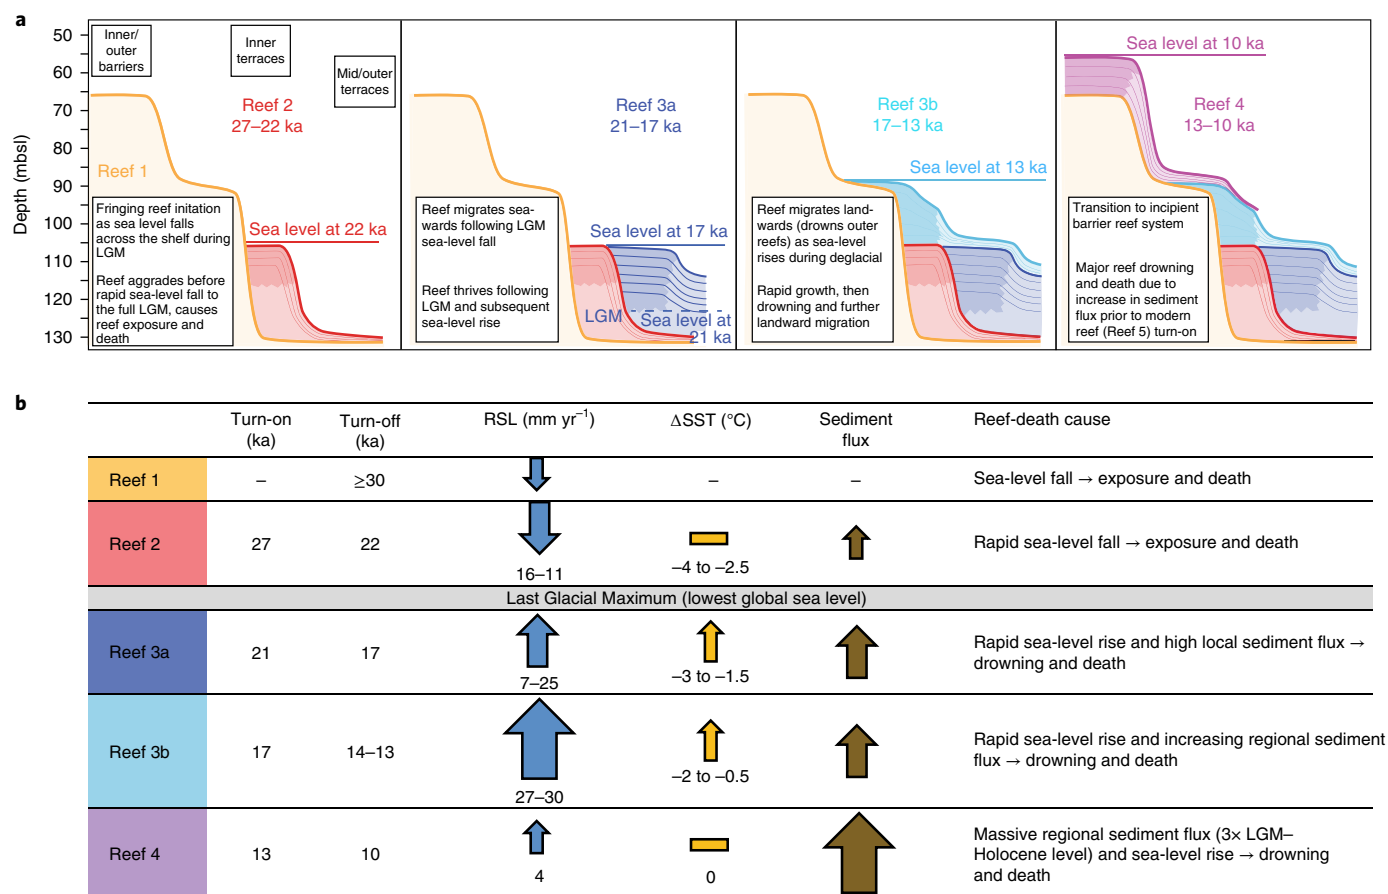 a
50
60
70
80
90
100
110
120
130
Depth (mbsl)
Inner/
outer
barriers
Inner
terraces
Mid/outer
terraces
Reef 2
27–22 ka
Reef 1
Fringing reef initation
as sea level falls
across the shelf during
LGM
Reef aggrades before
rapid sea-level fall to
the full LGM, causes
reef exposure and
death
Sea level at 22 ka
Reef 3a
21–17 ka
Reef migrates sea-
wards following LGM
sea-level fall
Reef thrives following
LGM and subsequent
sea-level rise
Sea level at 17 ka
LGM
Sea level at
21 ka
Reef 3b
17–13 ka
Sea level at 13 ka
Reef migrates land-
wards (drowns outer
reefs) as sea-level
rises during deglacial
Rapid growth, then
drowning and further
landward migration
Sea level at 10 ka
Reef 4
13–10 ka
Transition to incipient
barrier reef system
Major reef drowning
and death due to
increase in sediment
flux prior to modern
reef (Reef 5) turn-on
b
Turn-on
(ka)
Turn-off
(ka)
RSL (mm yr⁻¹)
ΔSST (°C)
Sediment
flux
Reef-death cause
Reef 1
–
≥30
–
–
Sea-level fall → exposure and death
Reef 2
27
22
16–11
–4 to –2.5
Rapid sea-level fall → exposure and death
Last Glacial Maximum (lowest global sea level)
Reef 3a
21
17
7–25
–3 to –1.5
Rapid sea-level rise and high local sediment flux →
drowning and death
Reef 3b
17
14–13
27–30
–2 to –0.5
Rapid sea-level rise and increasing regional sediment
flux → drowning and death
Reef 4
13
10
4
0
Massive regional sediment flux (3× LGM–
Holocene level) and sea-level rise → drowning
and death